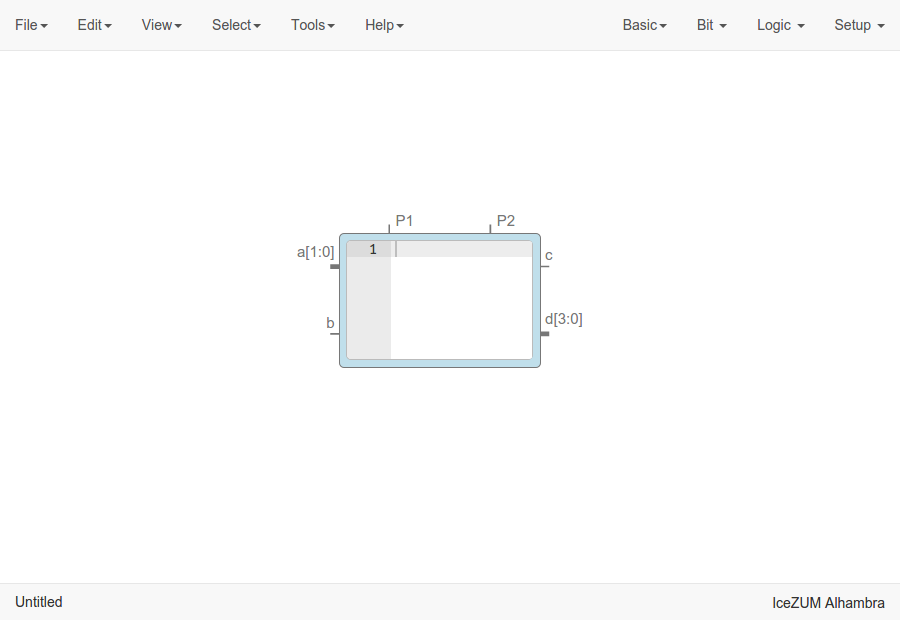 File Edit View Select Tools Help Basic Bit Logic Setup
P1 P2
a[1:0] 1 c
b d[3:0]
Untitled IceZUM Alhambra